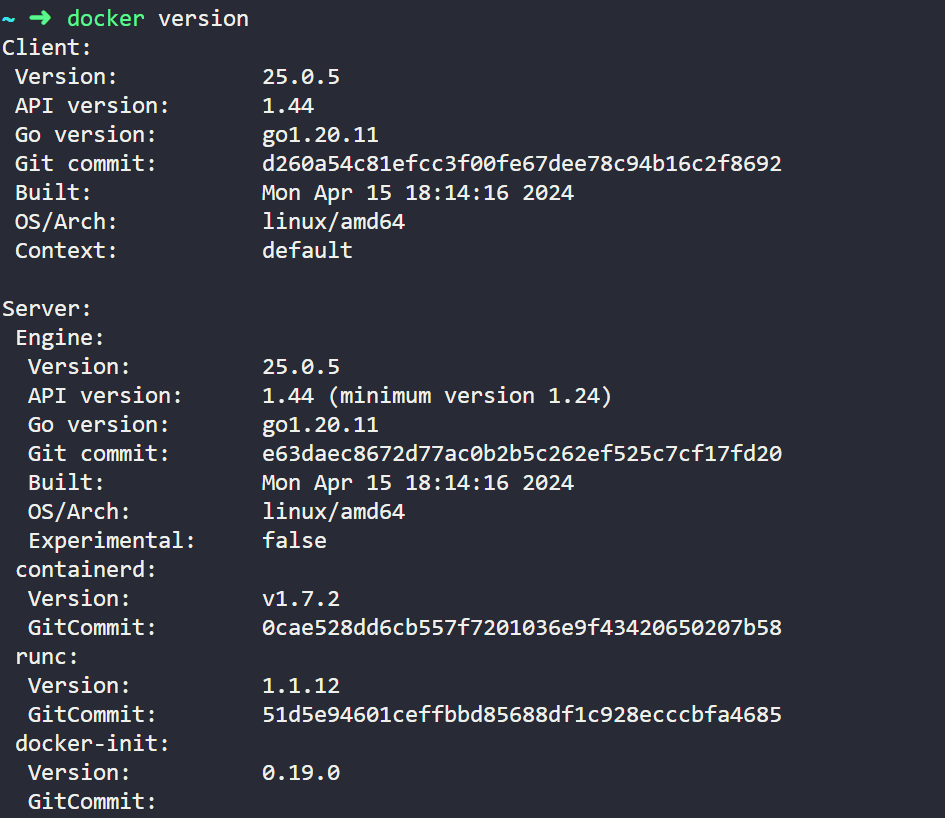 ~ ➜ docker version
Client:
 Version:           25.0.5
 API version:       1.44
 Go version:        go1.20.11
 Git commit:        d260a54c81efcc3f00fe67dee78c94b16c2f8692
 Built:             Mon Apr 15 18:14:16 2024
 OS/Arch:           linux/amd64
 Context:           default

Server:
 Engine:
  Version:          25.0.5
  API version:      1.44 (minimum version 1.24)
  Go version:       go1.20.11
  Git commit:       e63daec8672d77ac0b2b5c262ef525c7cf17fd20
  Built:            Mon Apr 15 18:14:16 2024
  OS/Arch:          linux/amd64
  Experimental:     false
 containerd:
  Version:          v1.7.2
  GitCommit:        0cae528dd6cb557f7201036e9f43420650207b58
 runc:
  Version:          1.1.12
  GitCommit:        51d5e94601ceffbbd85688df1c928ecccbfa4685
 docker-init:
  Version:          0.19.0
  GitCommit: